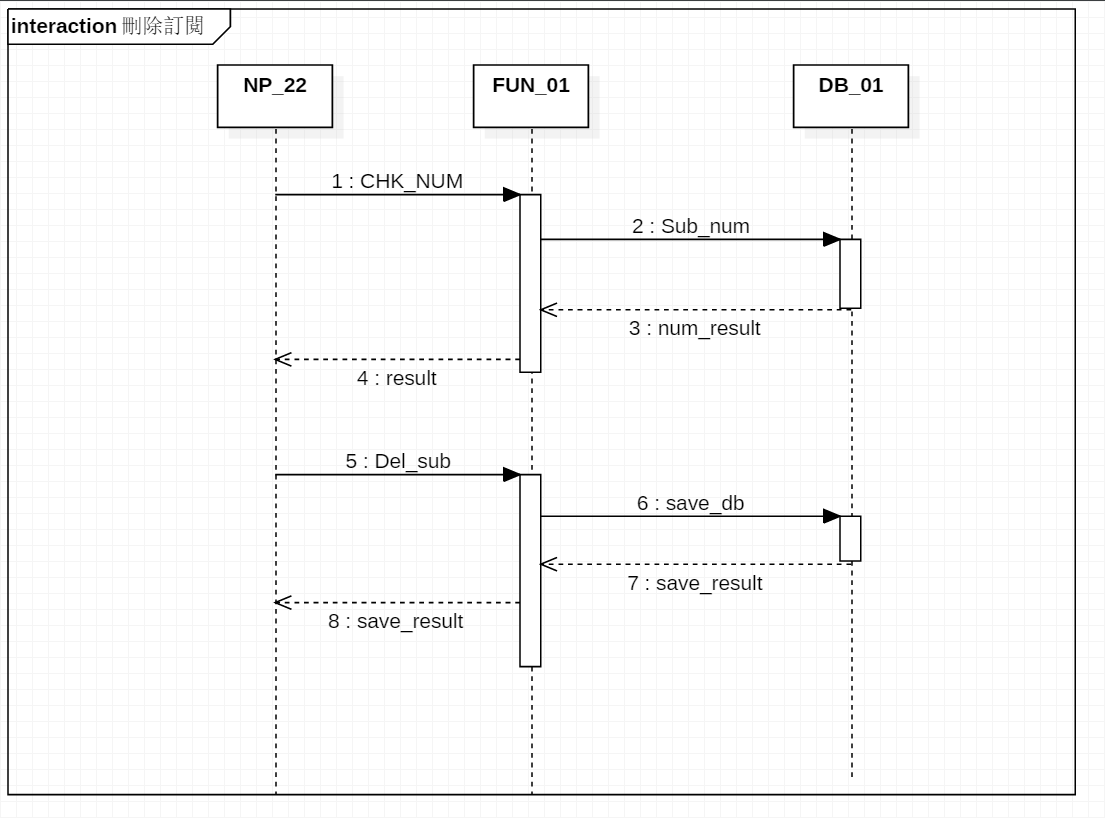 interaction 刪除訂閱
NP_22
FUN_01
DB_01
1 : CHK_NUM
2 : Sub_num
3 : num_result
4 : result
5 : Del_sub
6 : save_db
7 : save_result
8 : save_result